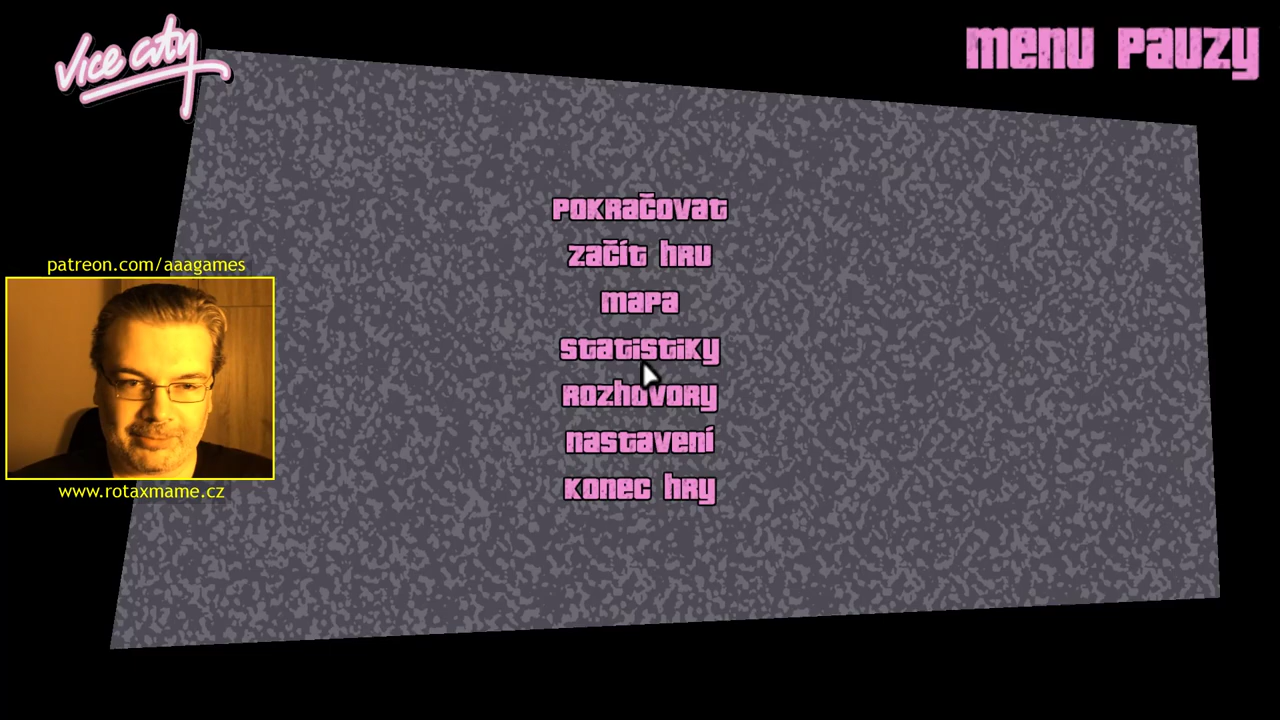 vice city
menu pauzy
pokračovat
začít hru
mapa
statistiky
rozhovory
nastavení
konec hry
patreon.com/aaagames
www.rotaxmame.cz